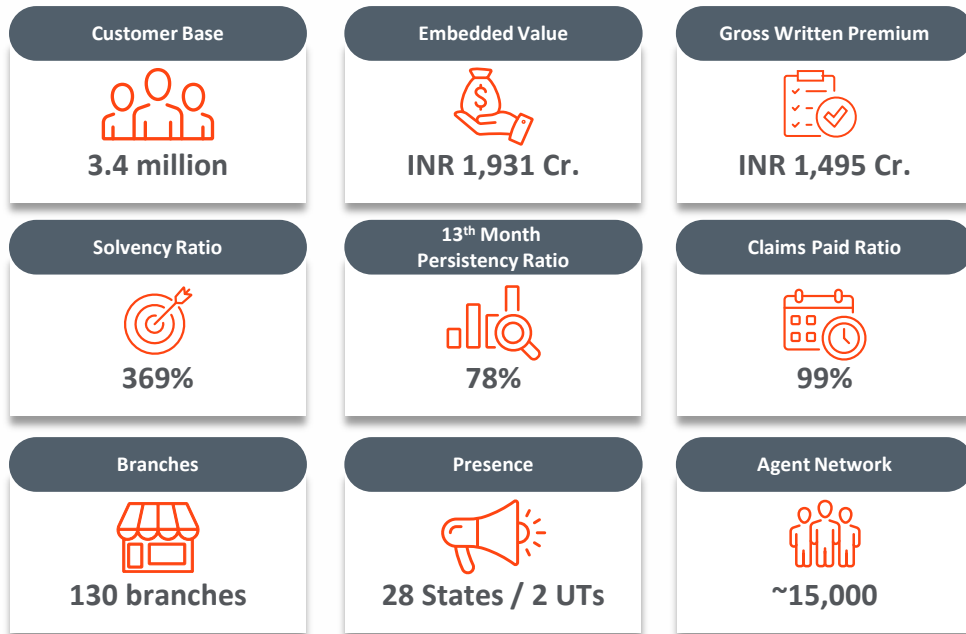 Customer Base
Embedded Value
Gross Written Premium
$
3.4 million
INR 1,931 Cr.
INR 1,495 Cr.
Solvency Ratio
13th Month
Persistency Ratio
Claims Paid Ratio
369%
78%
99%
Branches
Presence
Agent Network
130 branches
28 States / 2 UTs
~15,000